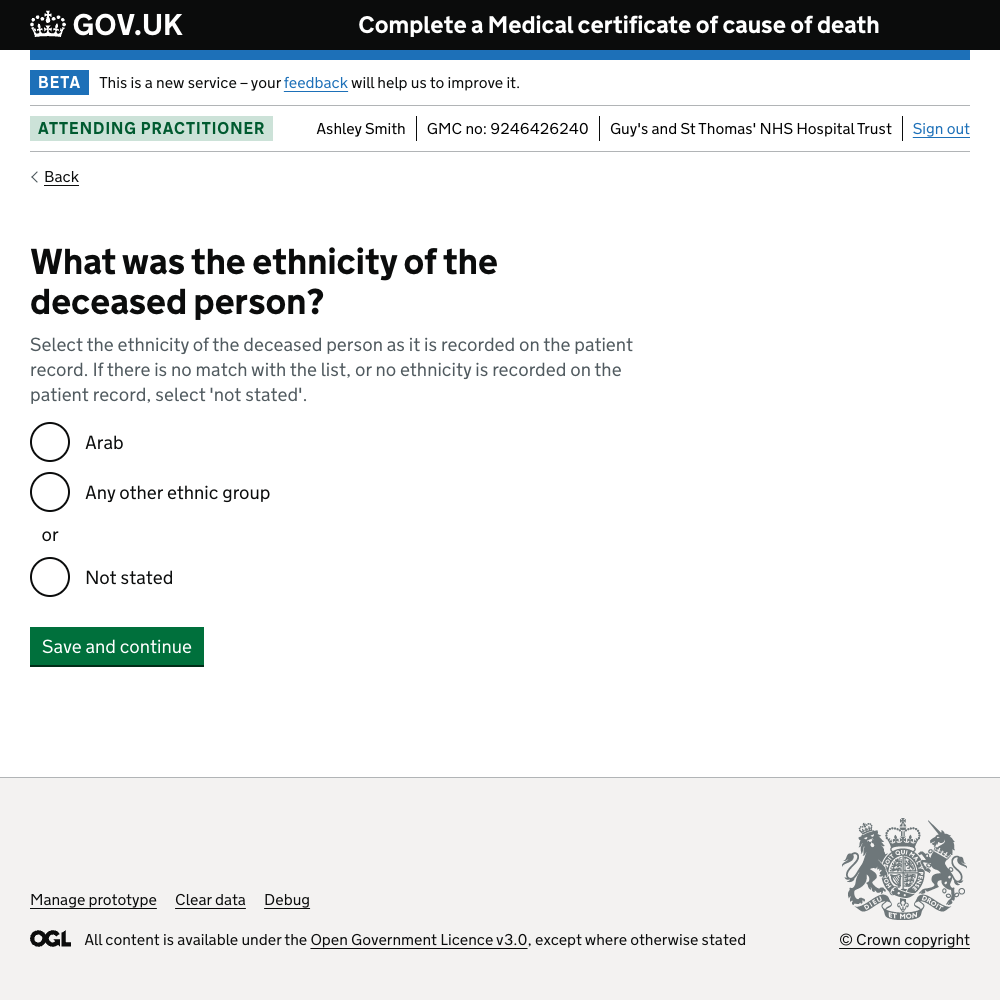 GOV.UK
Complete a Medical certificate of cause of death
BETA This is a new service – your feedback will help us to improve it.
ATTENDING PRACTITIONER
Ashley Smith
GMC no: 9246426240
Guy's and St Thomas' NHS Hospital Trust
Sign out
Back
What was the ethnicity of the
deceased person?
Select the ethnicity of the deceased person as it is recorded on the patient
record. If there is no match with the list, or no ethnicity is recorded on the
patient record, select 'not stated'.
Arab
Any other ethnic group
or
Not stated
Save and continue
Manage prototype
Clear data
Debug
OGL All content is available under the Open Government Licence v3.0, except where otherwise stated
DIEU ET MON DROIT
© Crown copyright